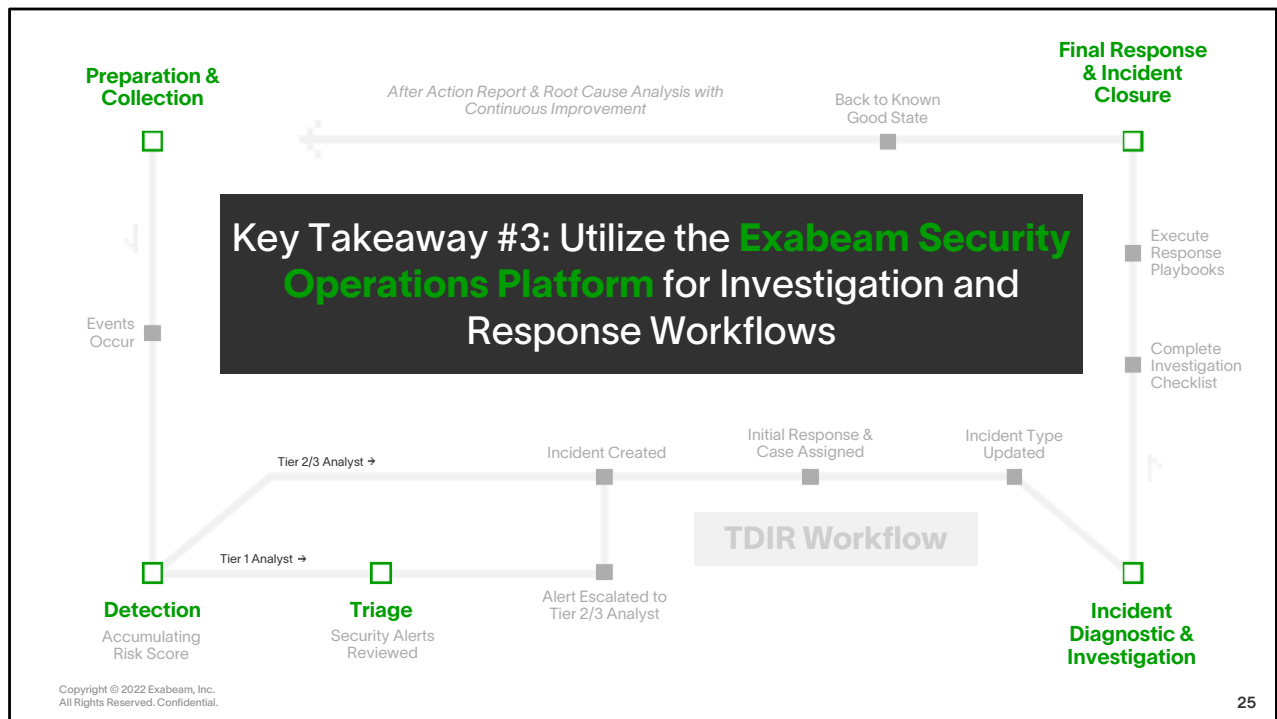 Preparation &
Collection
After Action Report & Root Cause Analysis with
Continuous Improvement
Back to Known
Good State
Final Response
& Incident
Closure
Key Takeaway #3: Utilize the Exabeam Security
Operations Platform for Investigation and
Response Workflows
Execute
Response
Playbooks
Events
Occur
Complete
Investigation
Checklist
Tier 2/3 Analyst →
Incident Created
Initial Response &
Case Assigned
Incident Type
Updated
TDIR Workflow
Tier 1 Analyst →
Detection
Accumulating
Risk Score
Triage
Security Alerts
Reviewed
Alert Escalated to
Tier 2/3 Analyst
Incident
Diagnostic &
Investigation
Copyright © 2022 Exabeam, Inc.
All Rights Reserved. Confidential.
25